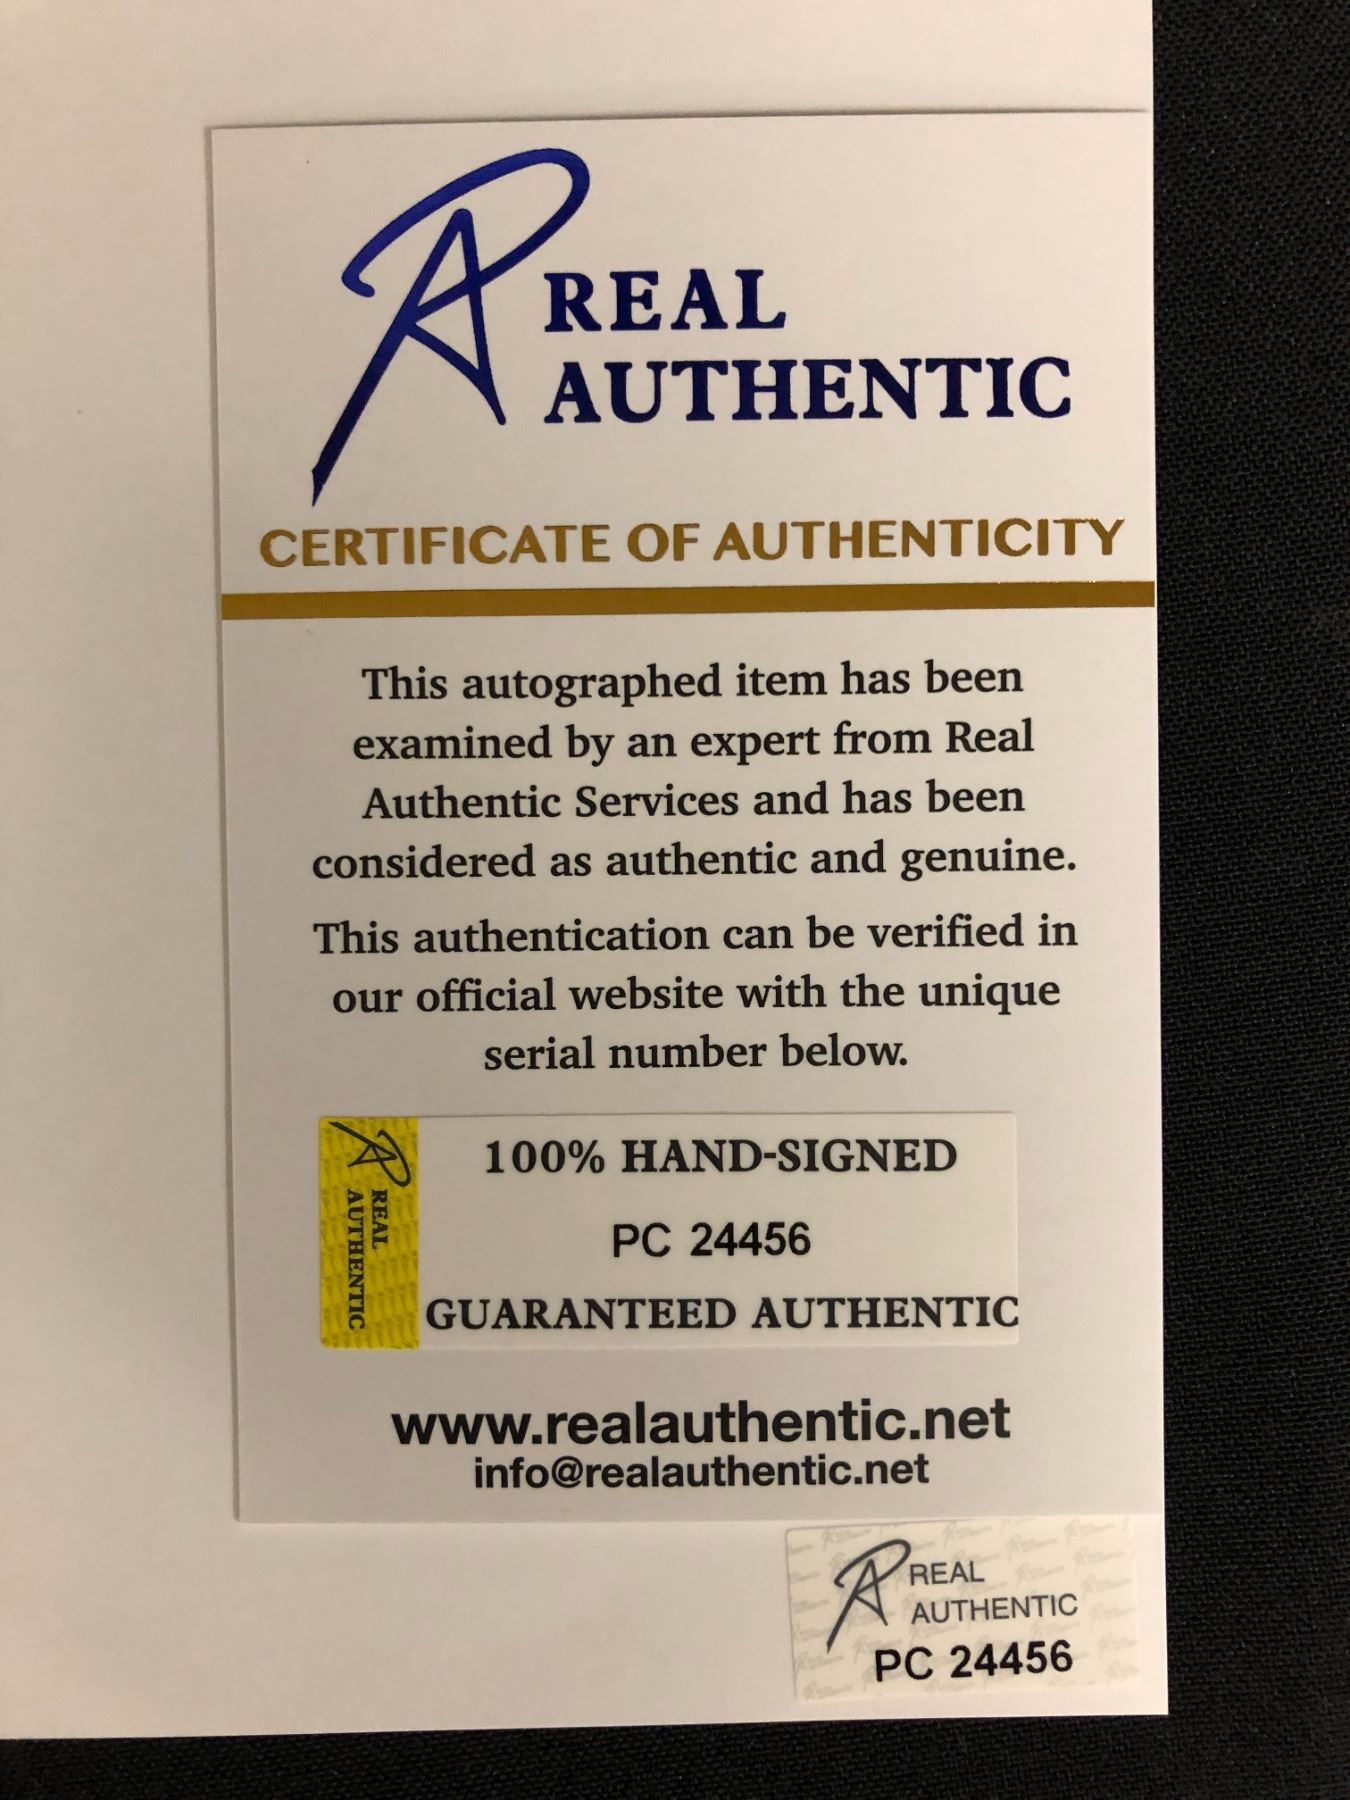 REAL
AUTHENTIC
CERTIFICATE OF AUTHENTICITY
This autographed item has been
examined by an expert from Real
Authentic Services and has been
considered as authentic and genuine.
This authentication can be verified in
our official website with the unique
serial number below.
REAL
AUTHENTIC
100% HAND-SIGNED
PC 24456
GUARANTEED AUTHENTIC
www.realauthentic.net
info@realauthentic.net
REAL
AUTHENTIC
PC 24456